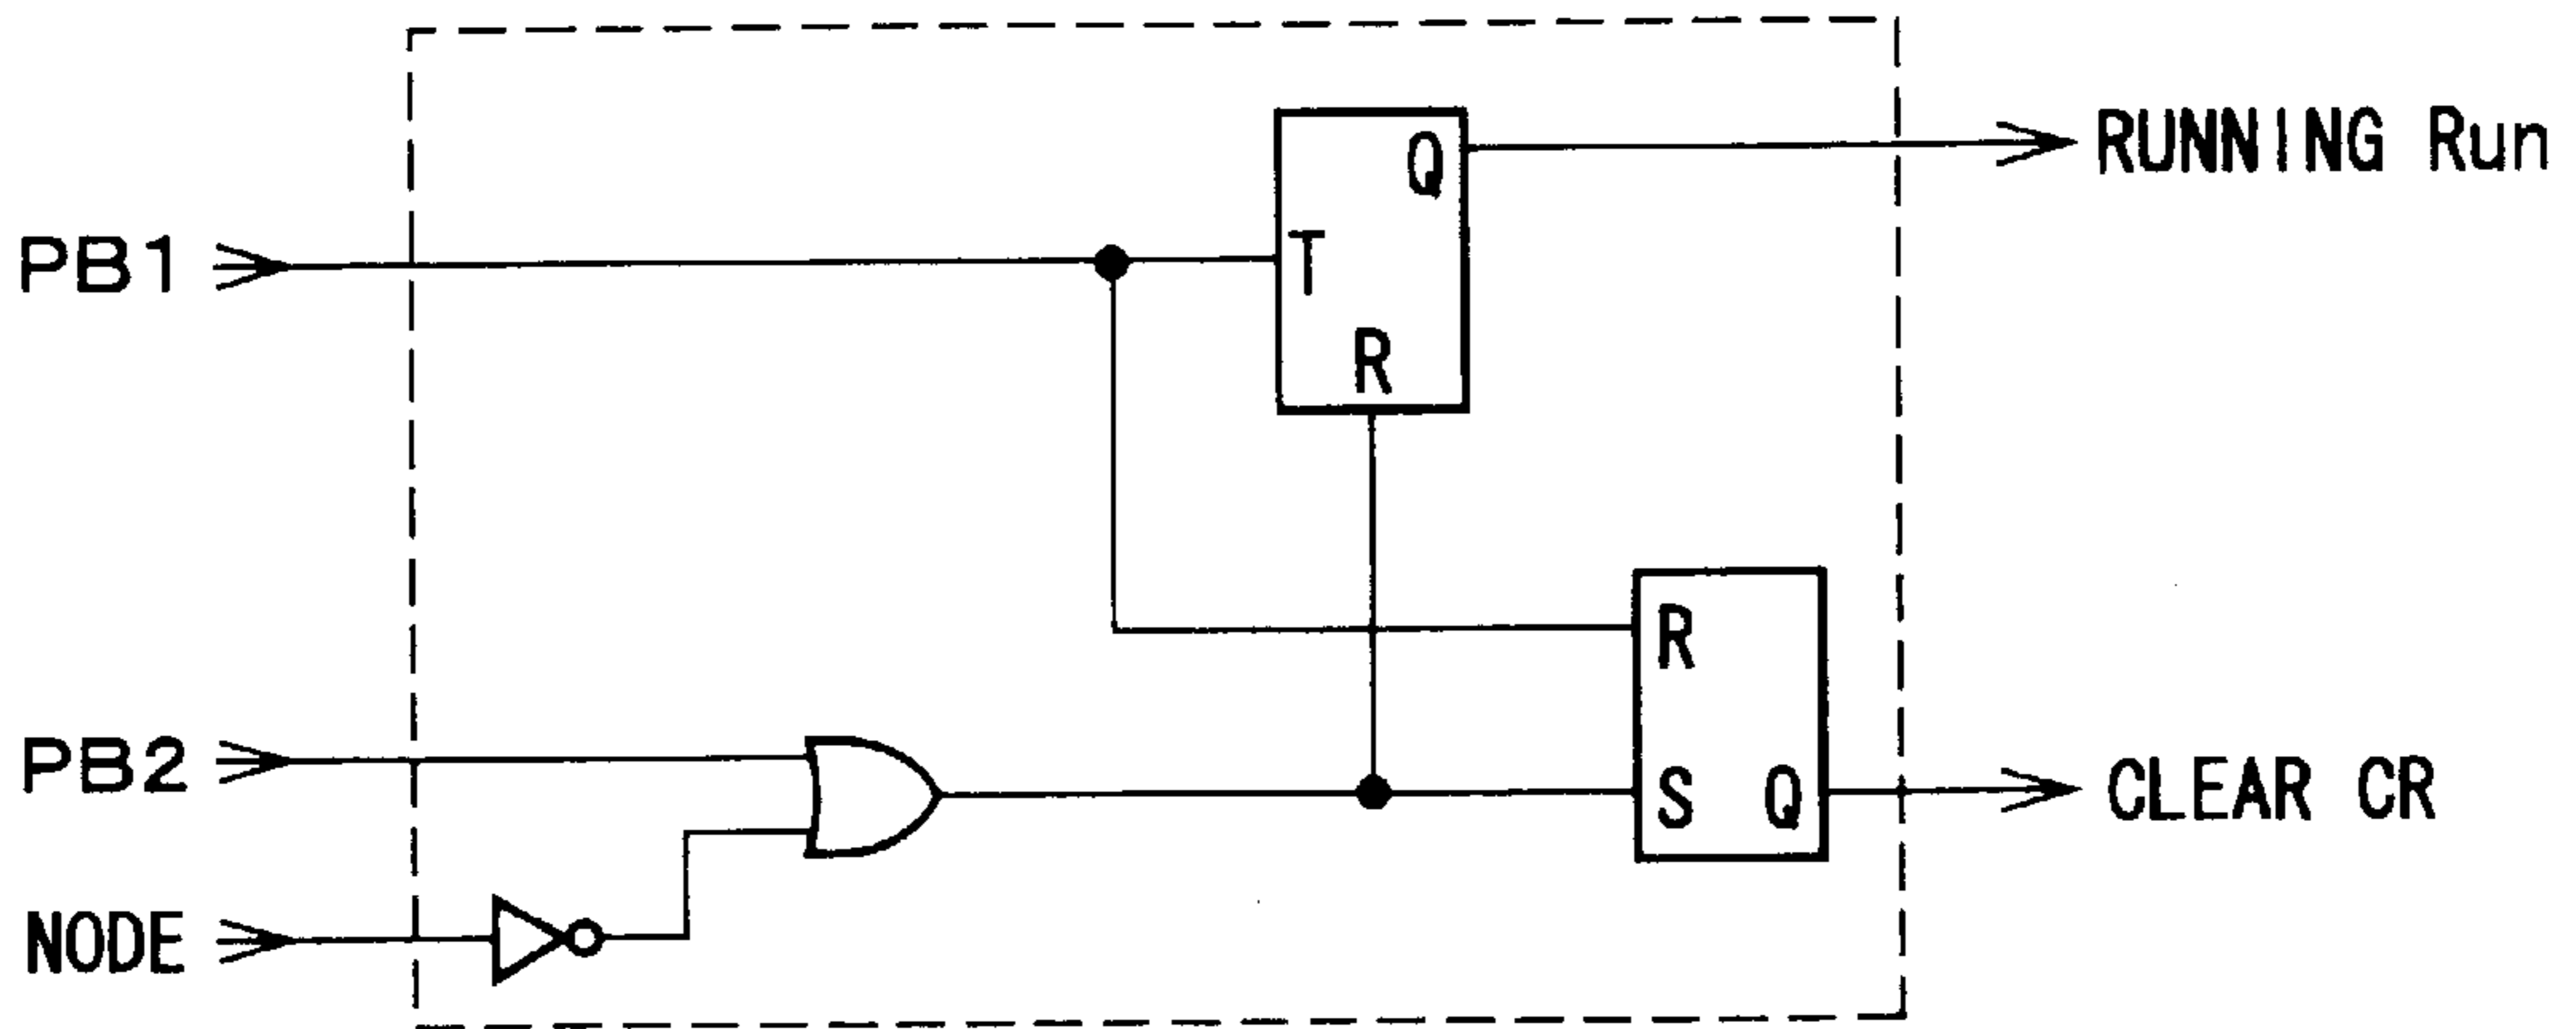 Q
RUNNING Run
PB1
T
R
R
PB2
S Q
CLEAR CR
NODE